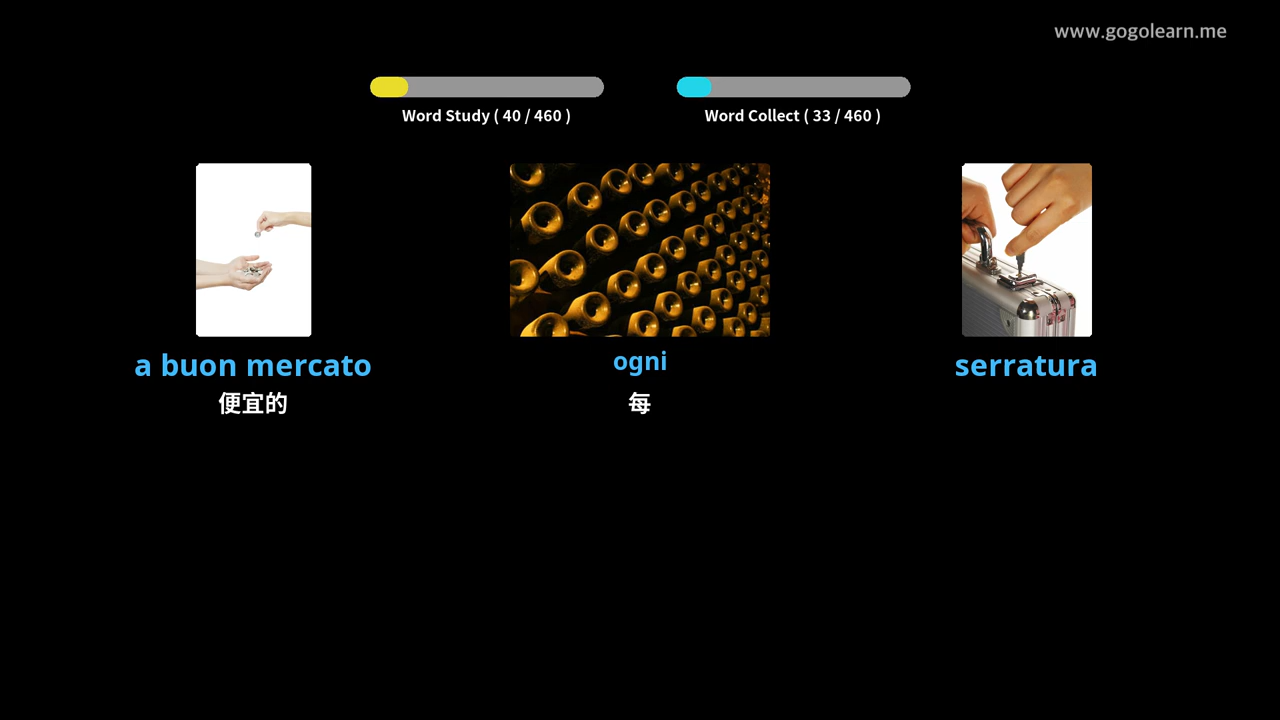 www.gogolearn.me
Word Study ( 40 / 460 )
Word Collect ( 33 / 460 )
a buon mercato
便宜的
ogni
每
serratura